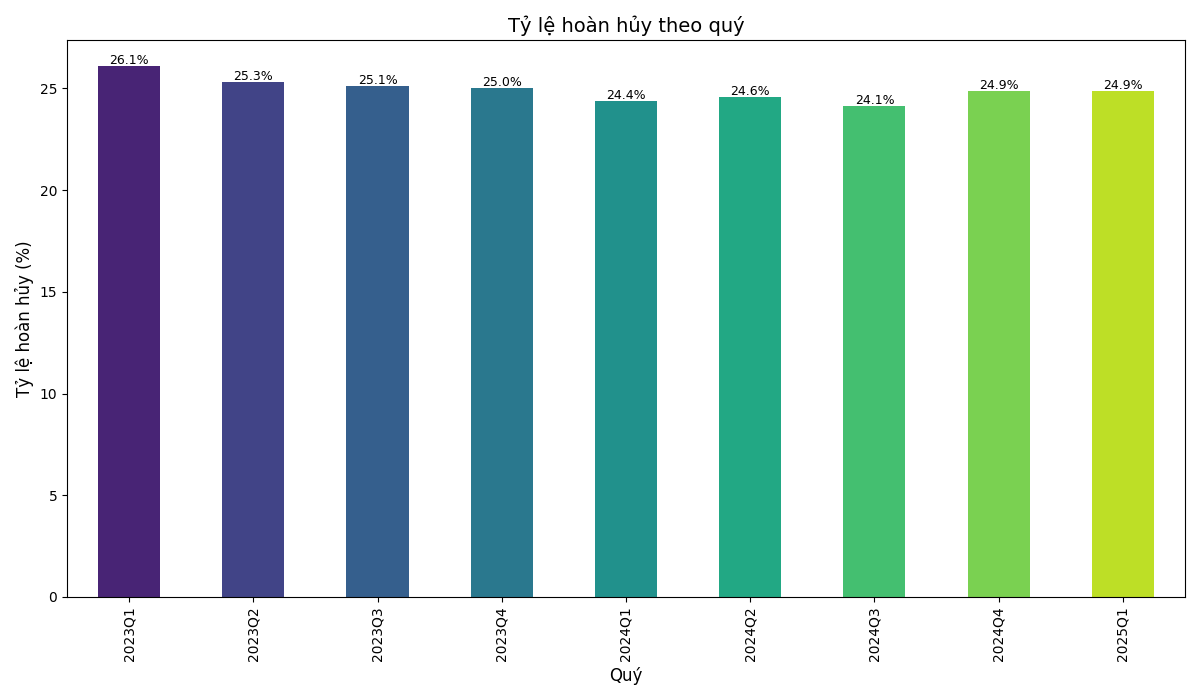 Tỷ lệ hoàn hủy theo quý
Tỷ lệ hoàn hủy (%)
25
20
15
10
5
0
26.1%
25.3%
25.1%
25.0%
24.4%
24.6%
24.1%
24.9%
24.9%
2023Q1
2023Q2
2023Q3
2023Q4
2024Q1
2024Q2
2024Q3
2024Q4
2025Q1
Quý